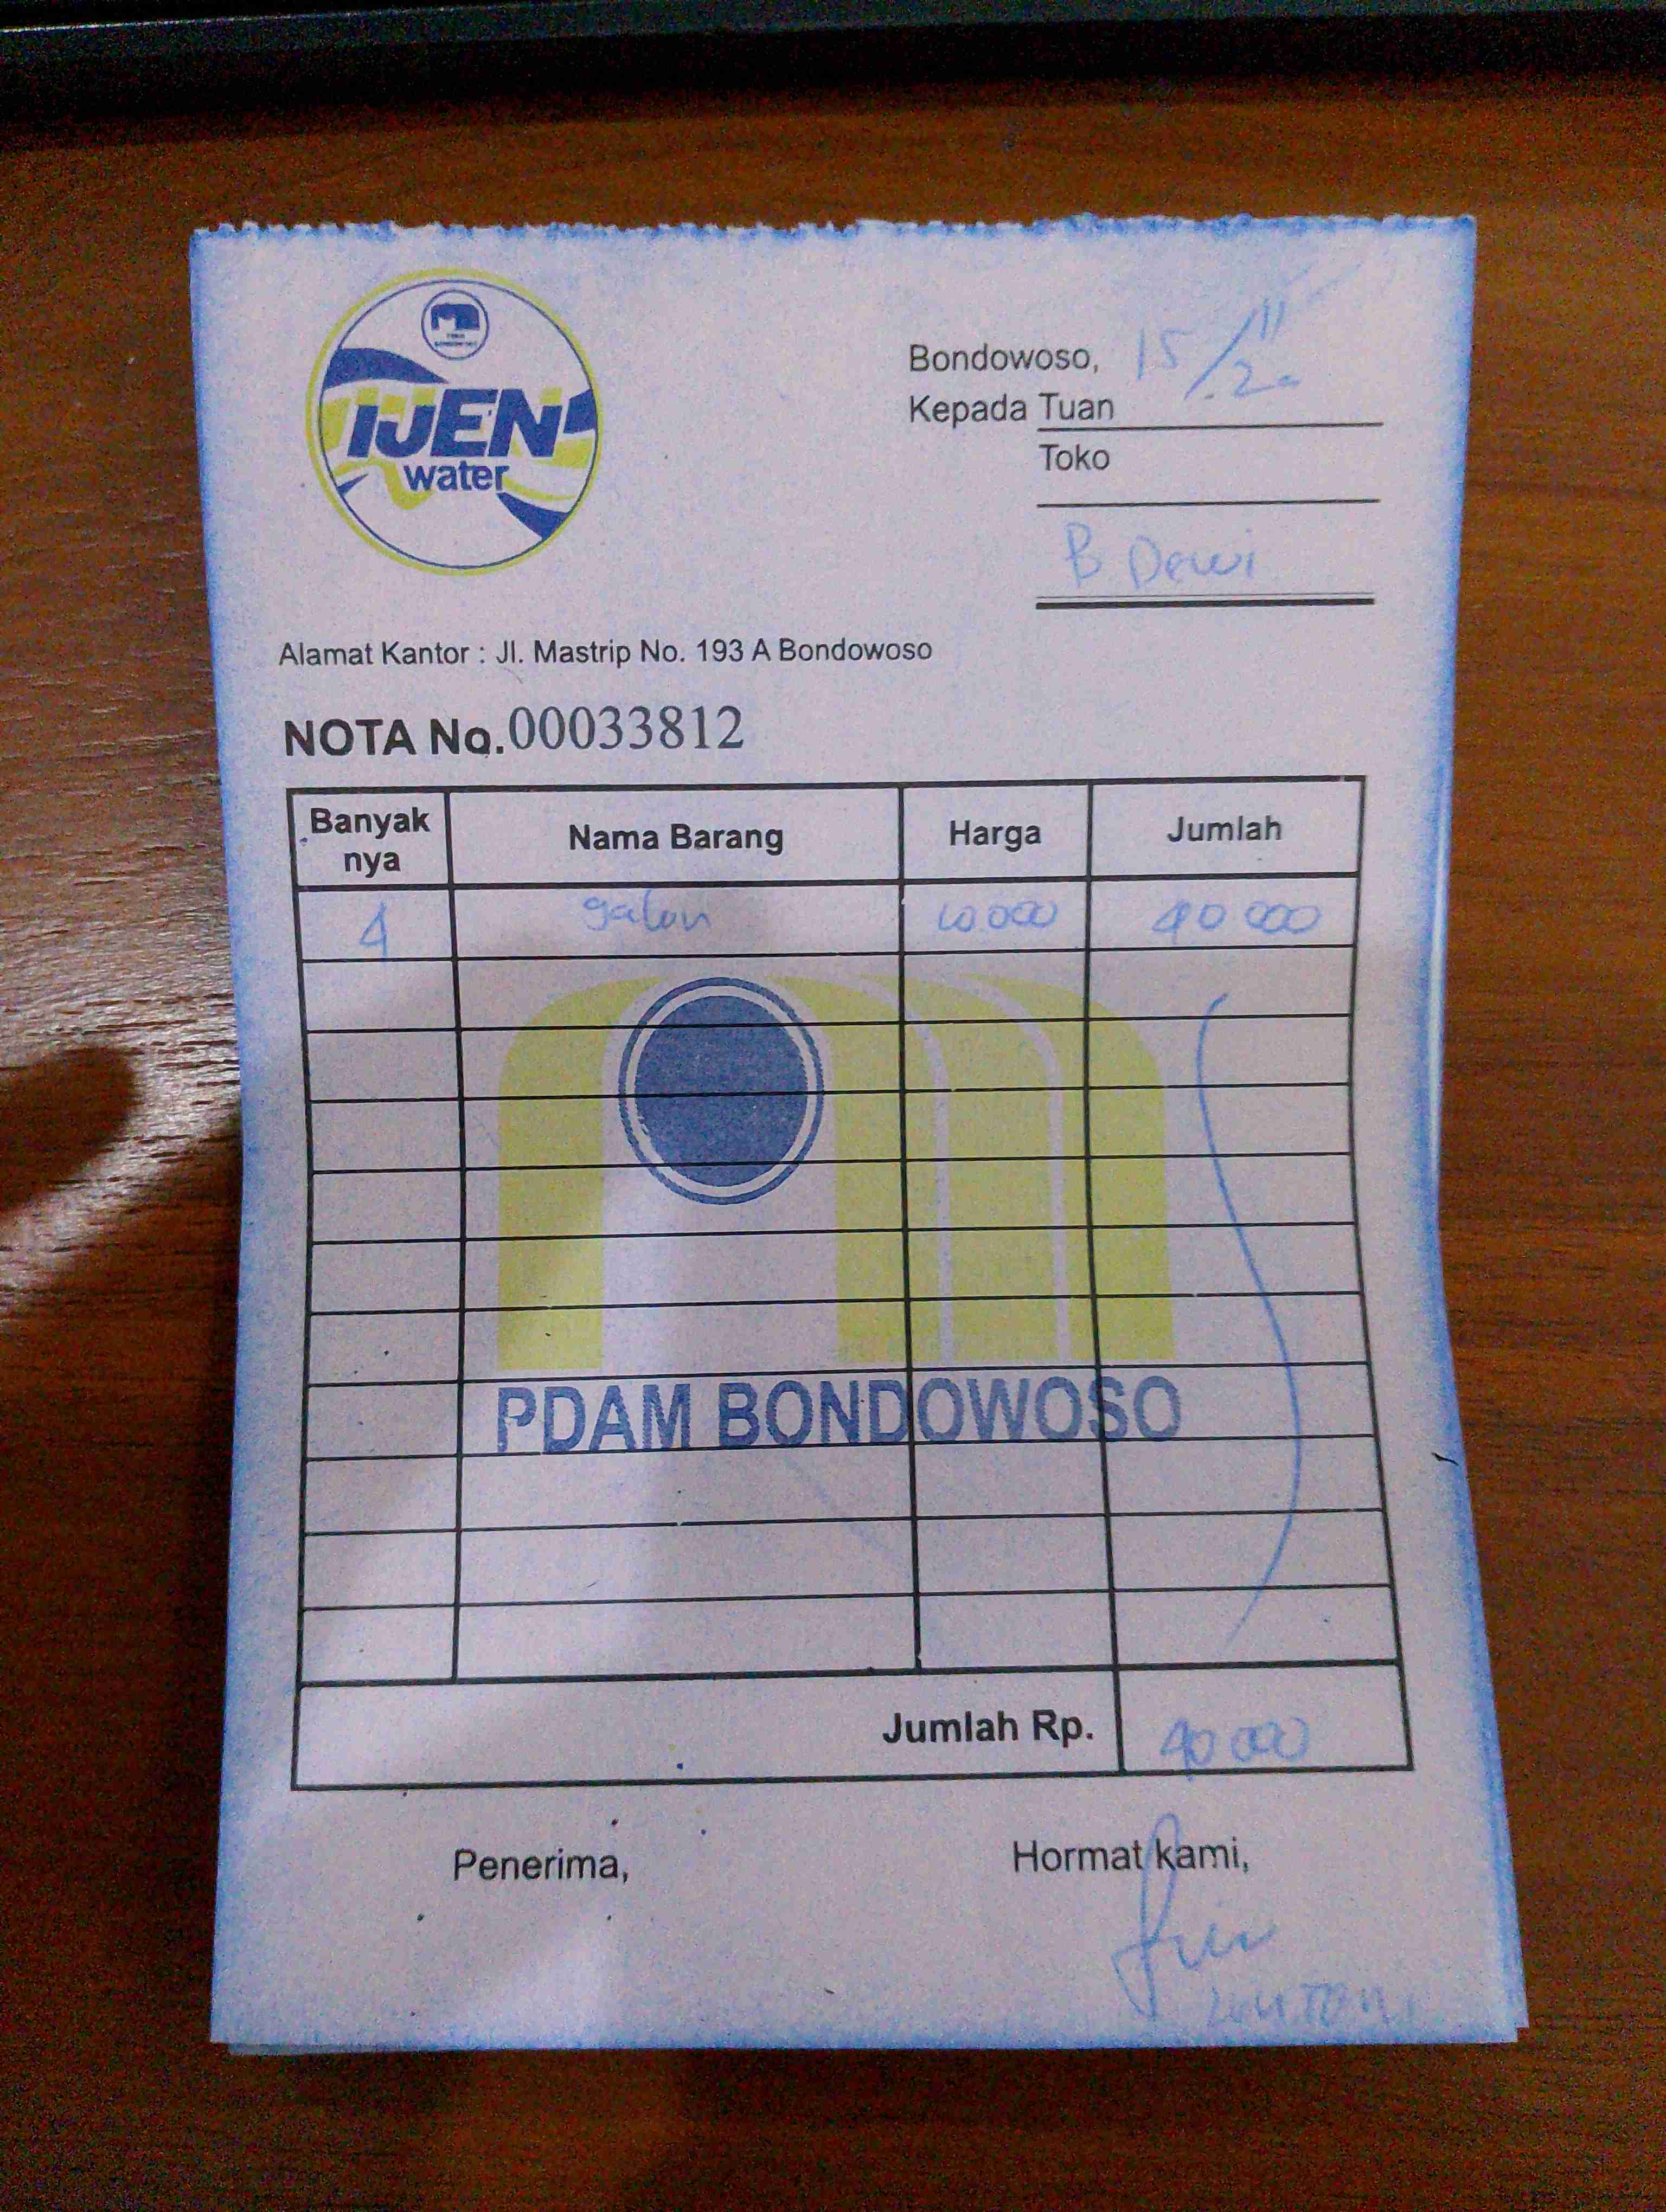 IJEN
water
Bondowoso, 15/11.20
Kepada Tuan
Toko
B Dewi
Alamat Kantor : Jl. Mastrip No. 193 A Bondowoso
NOTA No. 00033812
Banyak nya Nama Barang Harga Jumlah
4 galon 10.000 40 000
PDAM BONDOWOSO
Jumlah Rp. 40 000
Penerima, Hormat kami,